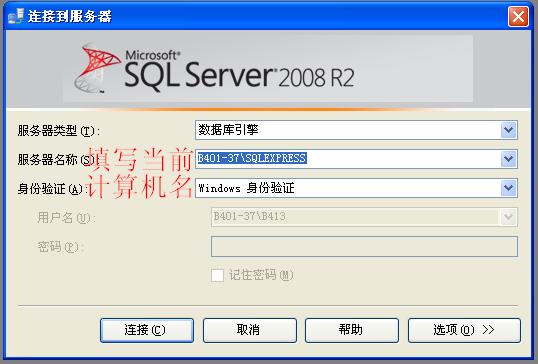 连接到服务器
Microsoft®
SQL Server®2008 R2
服务器类型(T):
数据库引擎
服务器名称(S):
填写当前
B401-37\SQLEXPRESS
计算机名
身份验证(A):
Windows 身份验证
用户名(U):
B401-37\B413
密码(P):
记住密码(M)
连接(C)
取消
帮助
选项(O) >>